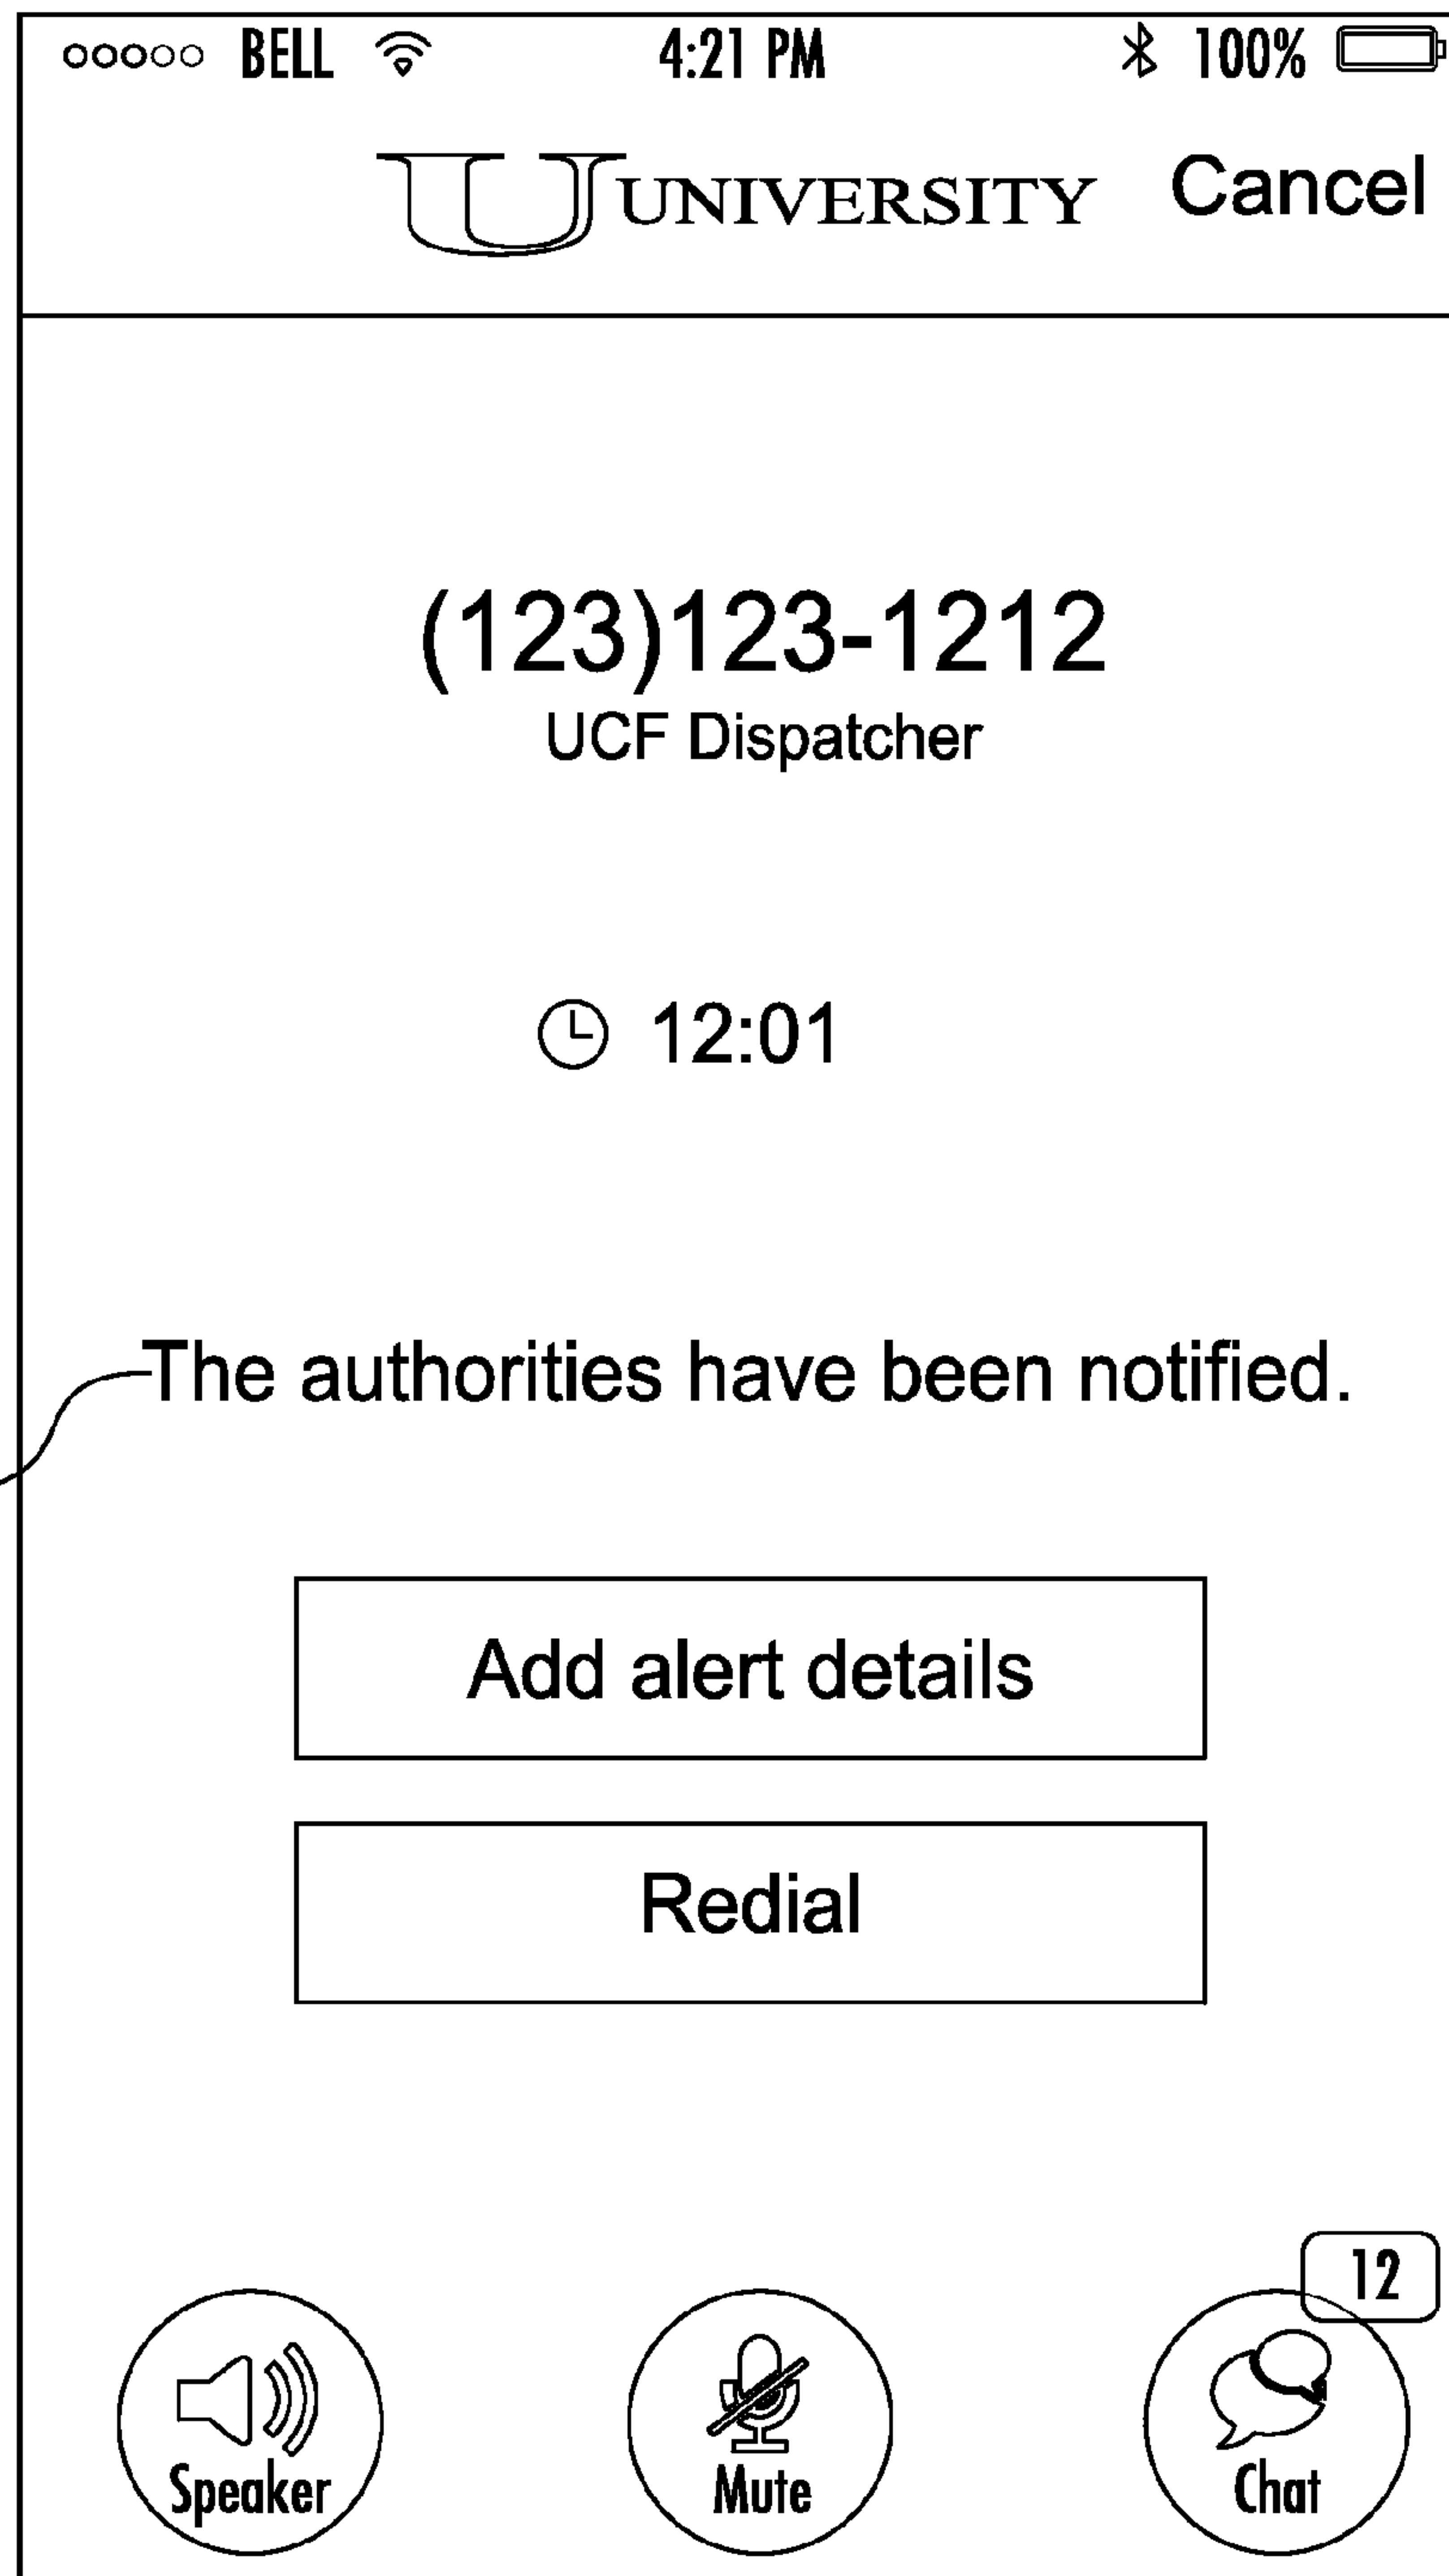 BELL 4:21 PM 100%
U UNIVERSITY Cancel
(123)123-1212
UCF Dispatcher
12:01
The authorities have been notified.
Add alert details
Redial
12
Speaker Mute Chat